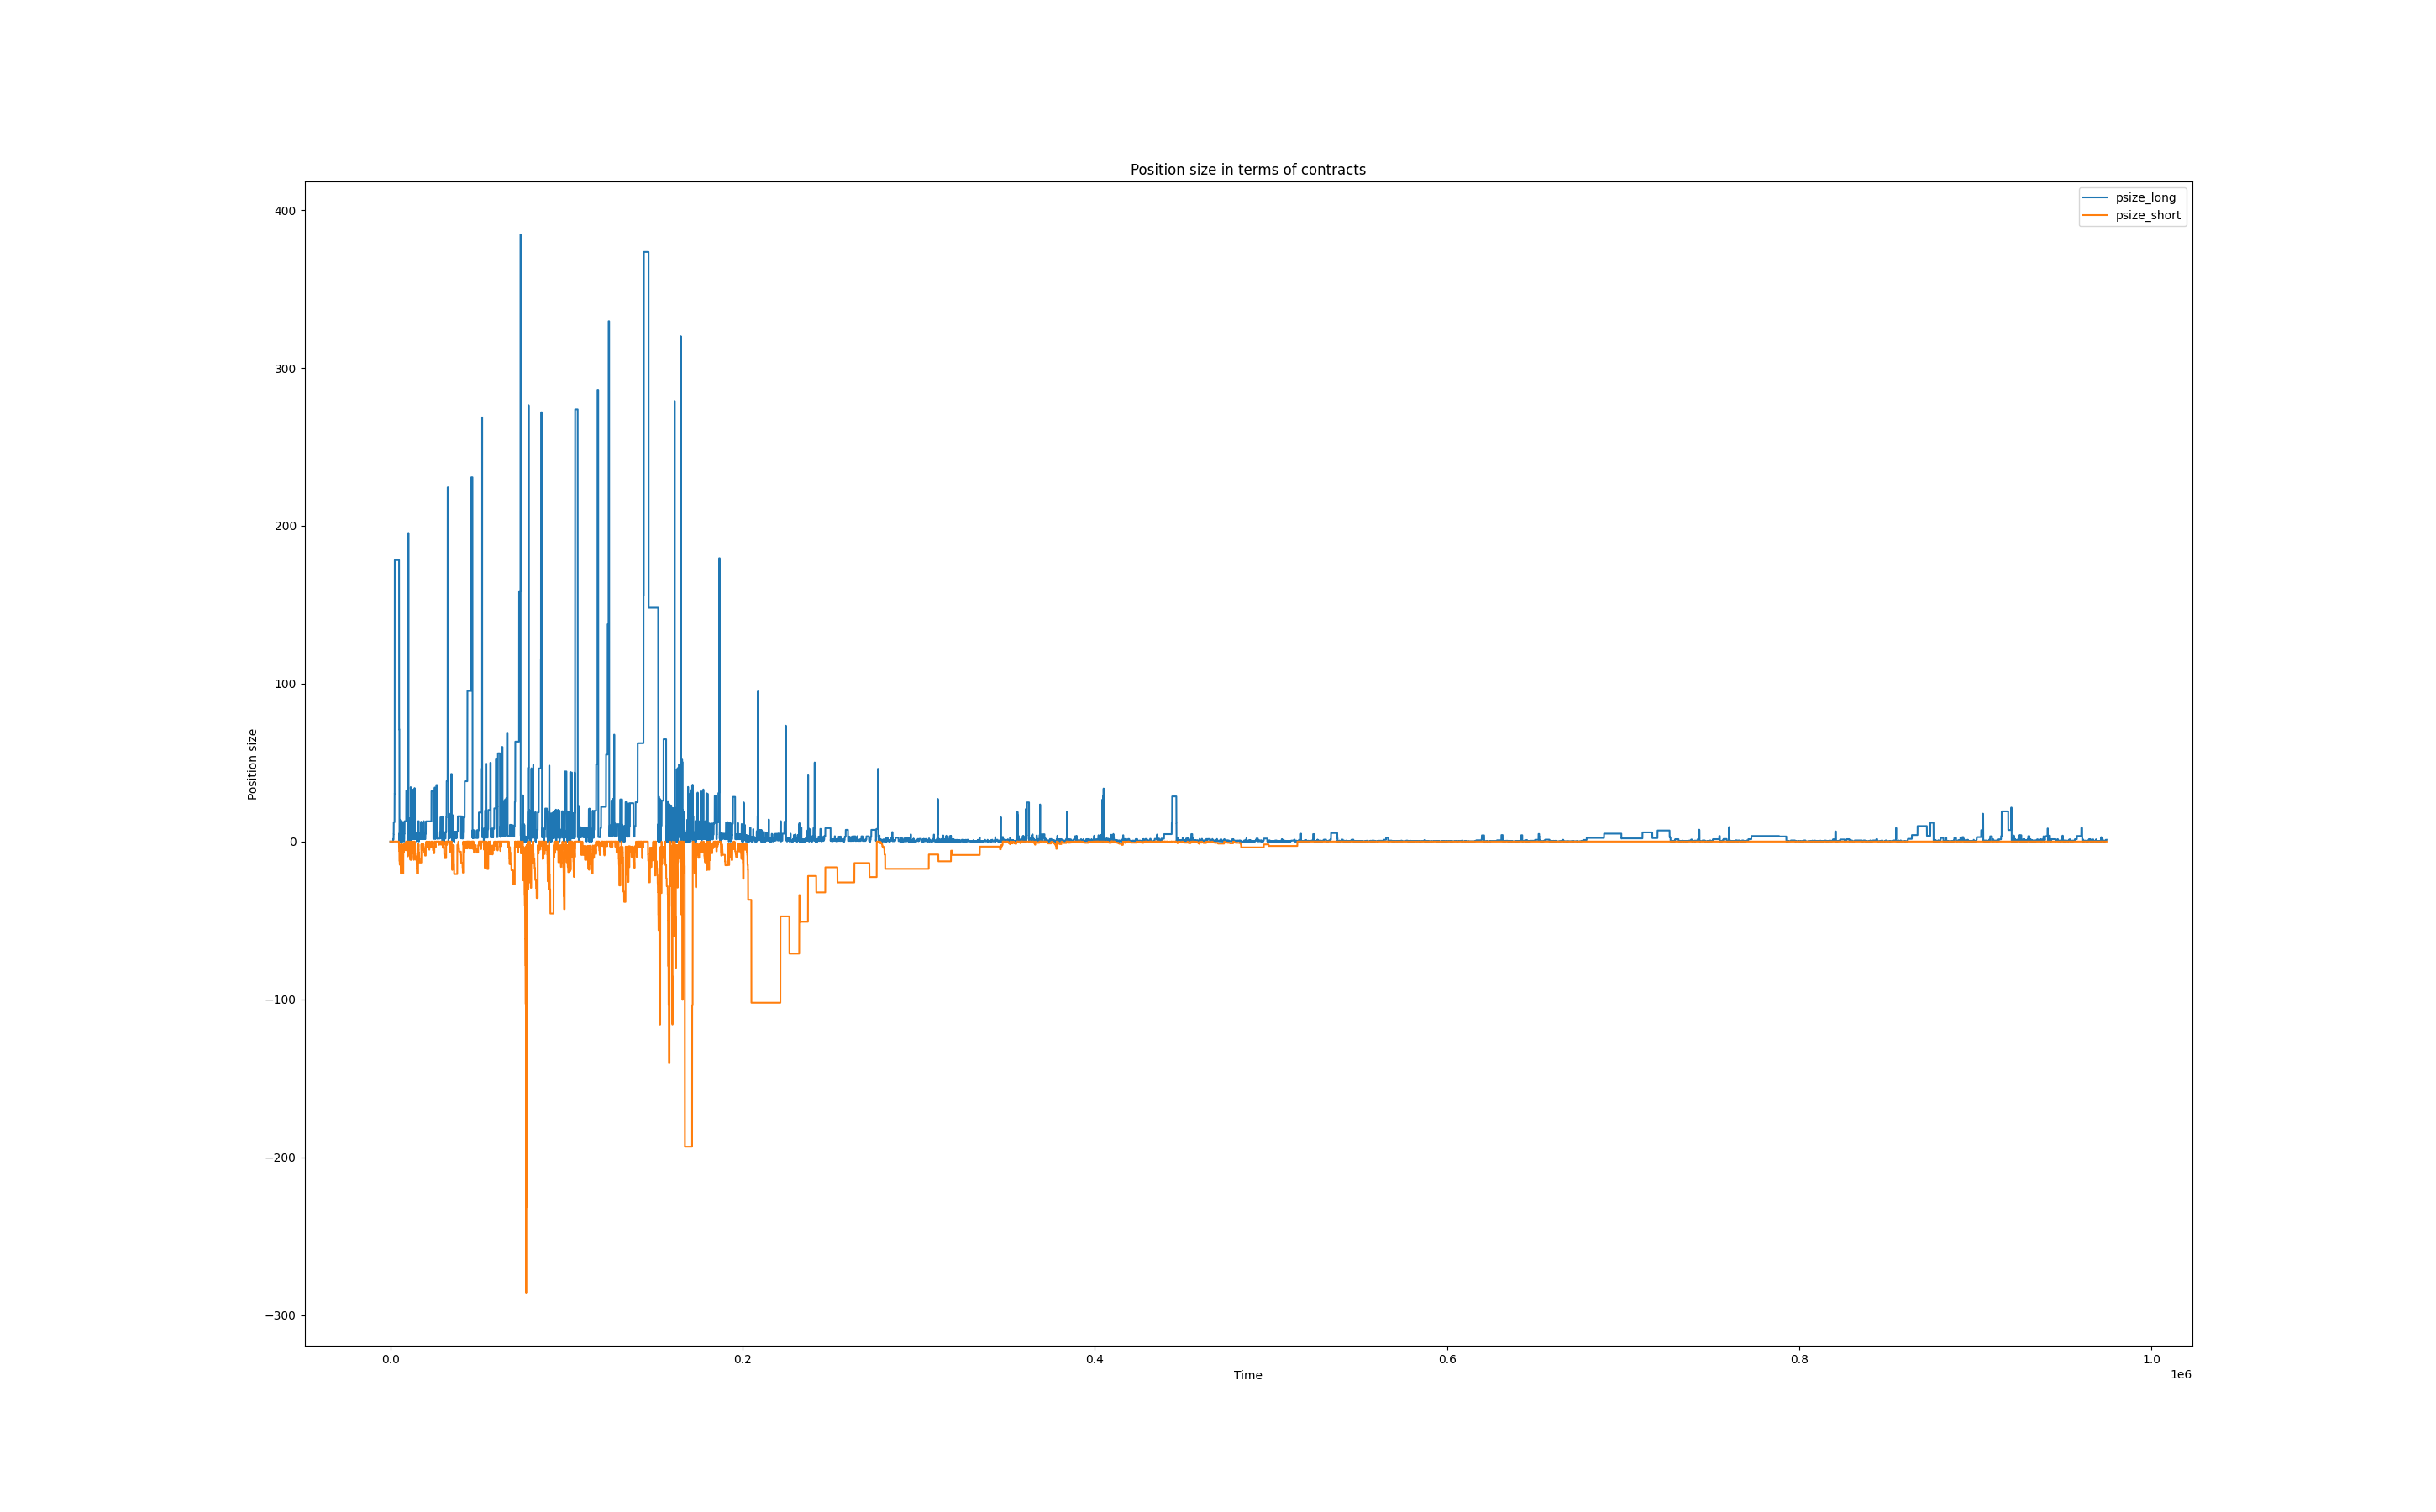 Position size in terms of contracts
psize_long
psize_short
Position size
400
300
200
100
0
−100
−200
−300
0.0
0.2
0.4
0.6
0.8
1.0
1e6
Time